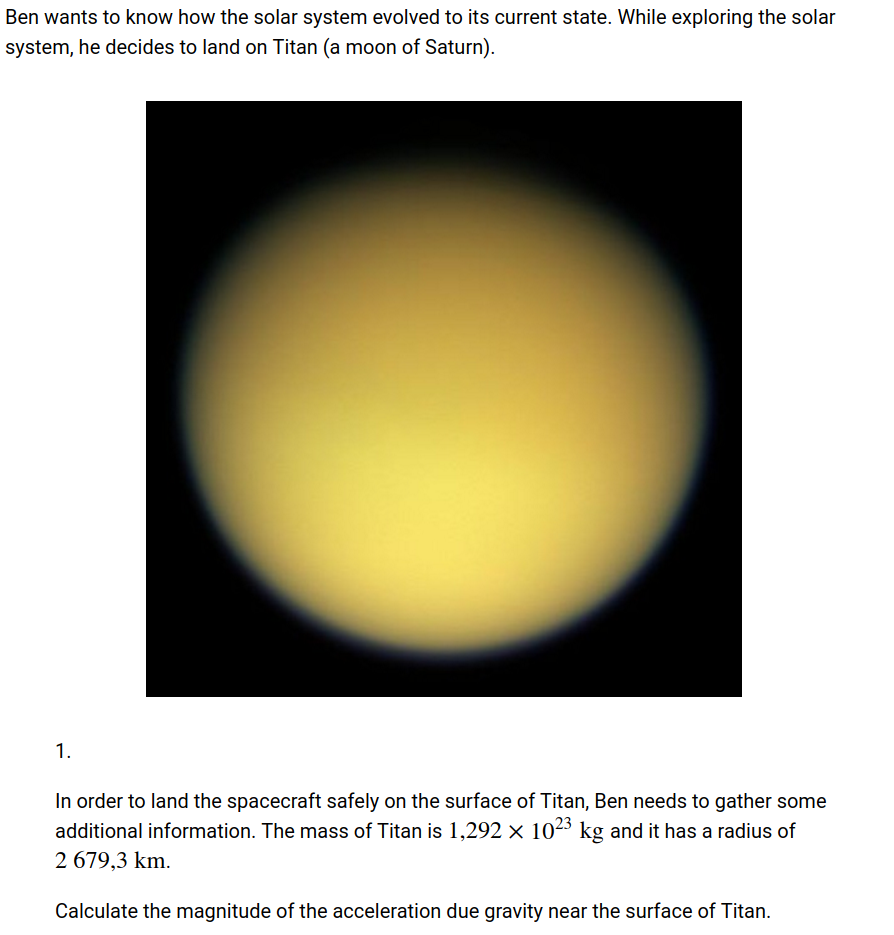 Ben wants to know how the solar system evolved to its current state. While exploring the solar
system, he decides to land on Titan (a moon of Saturn).
1.
In order to land the spacecraft safely on the surface of Titan, Ben needs to gather some
additional information. The mass of Titan is 1,292 × 10²³ kg and it has a radius of
2 679,3 km.
Calculate the magnitude of the acceleration due gravity near the surface of Titan.